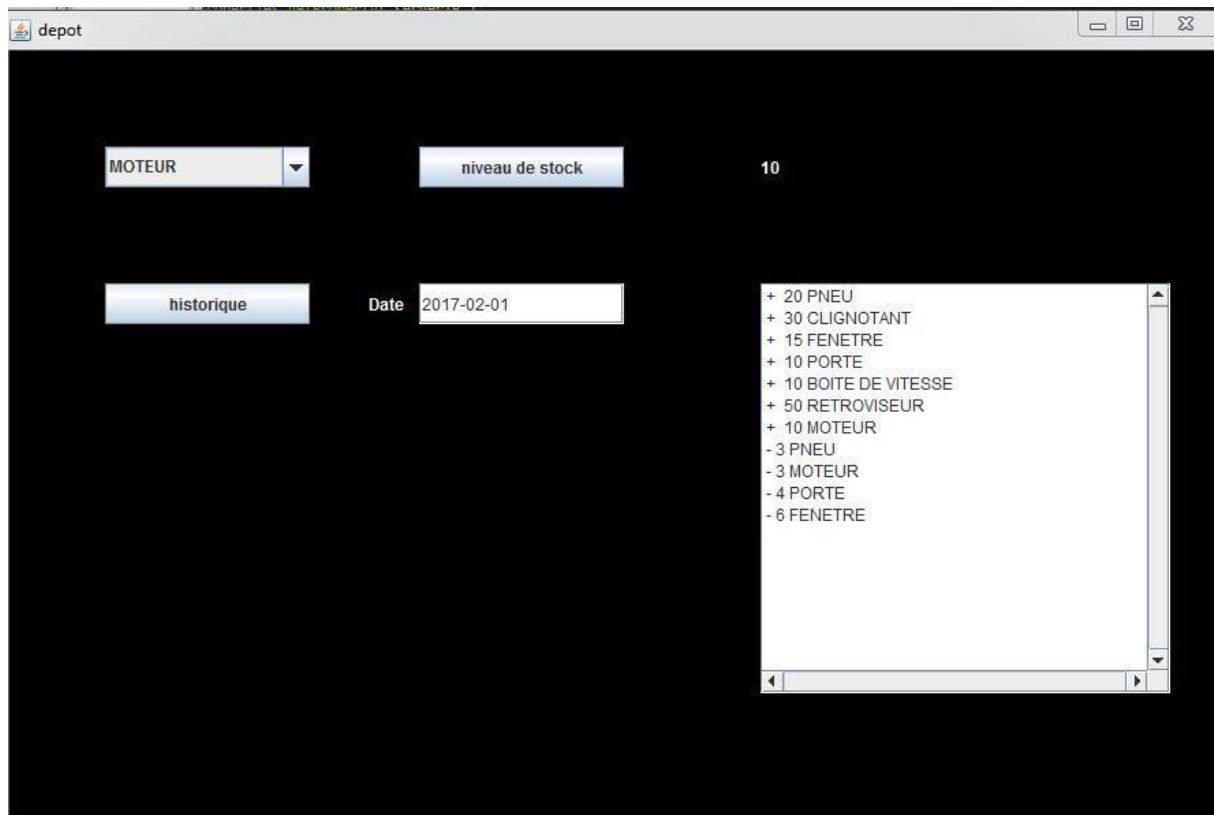 depot
MOTEUR
niveau de stock
10
historique
Date
2017-02-01
+ 20 PNEU
+ 30 CLIGNOTANT
+ 15 FENETRE
+ 10 PORTE
+ 10 BOITE DE VITESSE
+ 50 RETROVISEUR
+ 10 MOTEUR
- 3 PNEU
- 3 MOTEUR
- 4 PORTE
- 6 FENETRE